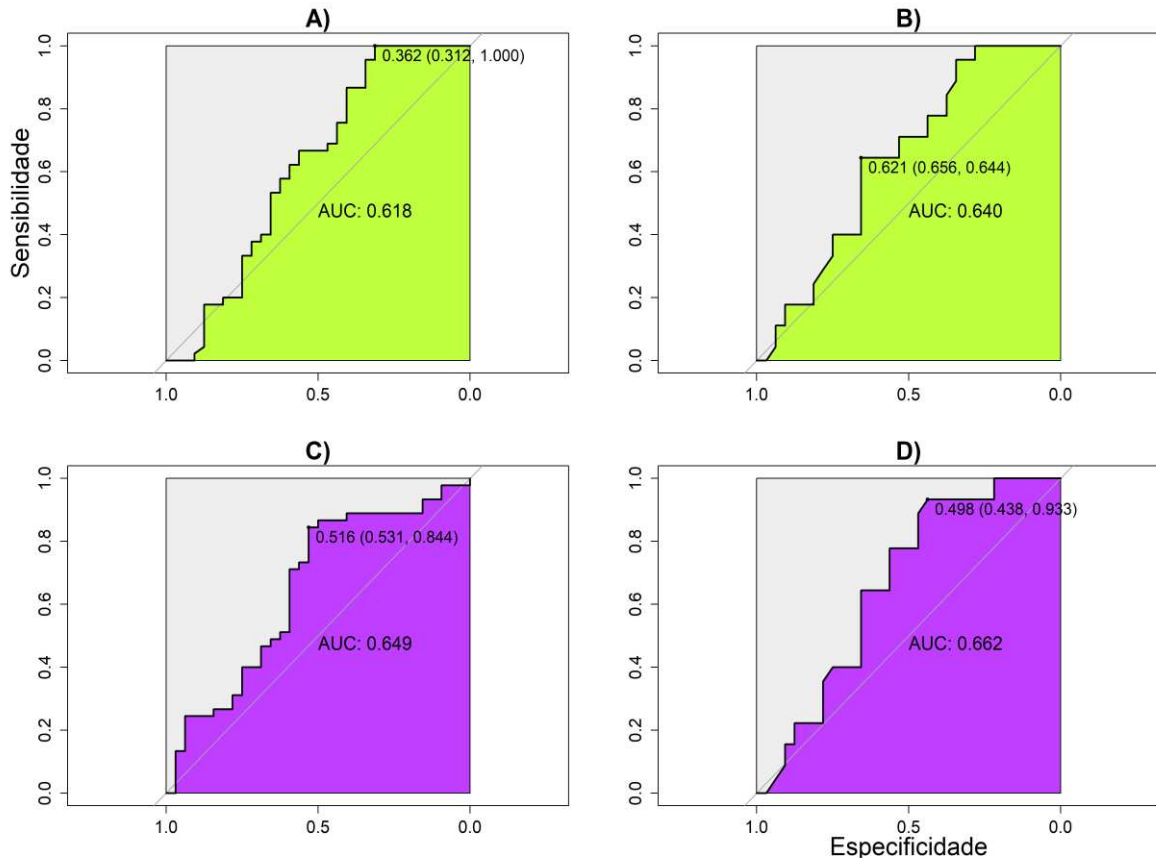 A)
B)
Sensibilidade
0.0 0.2 0.4 0.6 0.8 1.0
0.362 (0.312, 1.000)
AUC: 0.618
1.0 0.5 0.0
0.0 0.2 0.4 0.6 0.8 1.0
0.621 (0.656, 0.644)
AUC: 0.640
1.0 0.5 0.0
C)
D)
0.0 0.2 0.4 0.6 0.8 1.0
0.516 (0.531, 0.844)
AUC: 0.649
1.0 0.5 0.0
0.0 0.2 0.4 0.6 0.8 1.0
0.498 (0.438, 0.933)
AUC: 0.662
1.0 0.5 0.0
Especificidade